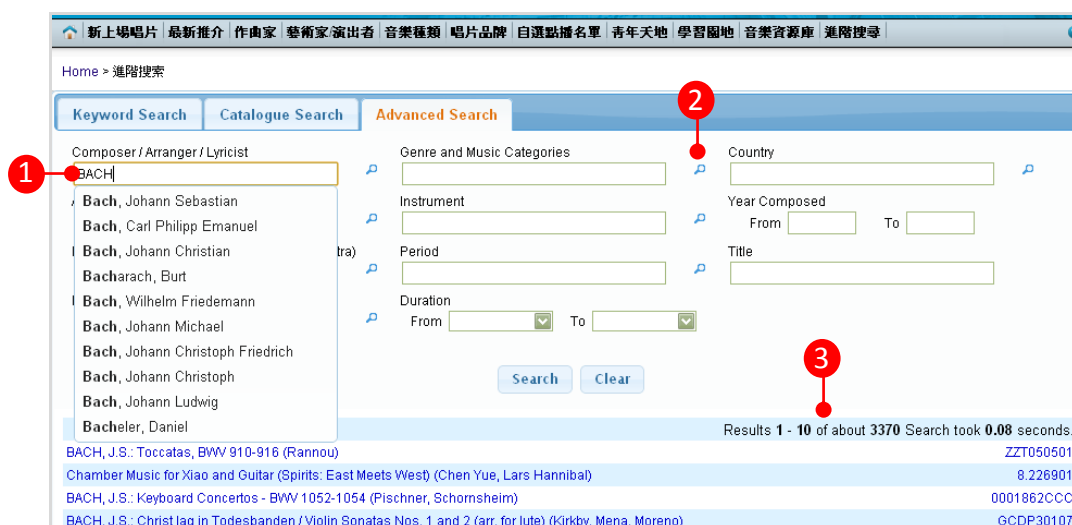 新上場唱片 最新推介 作曲家 藝術家/演出者 音樂種類 唱片品牌 自選點播名單 青年天地 學習園地 音樂資源庫 進階搜尋
Home > 進階搜索
Keyword Search Catalogue Search Advanced Search
2
Composer / Arranger / Lyricist Genre and Music Categories Country
1 BACH
Bach, Johann Sebastian Instrument Year Composed
Bach, Carl Philipp Emanuel From To
Bach, Johann Christian tra) Period Title
Bacharach, Burt
Bach, Wilhelm Friedemann Duration
Bach, Johann Michael From To
Bach, Johann Christoph Friedrich
3
Bach, Johann Christoph Search Clear
Bach, Johann Ludwig
Bacheler, Daniel Results 1 - 10 of about 3370 Search took 0.08 seconds.
BACH, J.S.: Toccatas, BWV 910-916 (Rannou) ZZT050501
Chamber Music for Xiao and Guitar (Spirits: East Meets West) (Chen Yue, Lars Hannibal) 8.226901
BACH, J.S.: Keyboard Concertos - BWV 1052-1054 (Pischner, Schornsheim) 0001862CCC
BACH, J.S.: Christ lag in Todesbanden / Violin Sonatas Nos. 1 and 2 (arr. for lute) (Kirkby, Mena, Moreno) GCDP30107